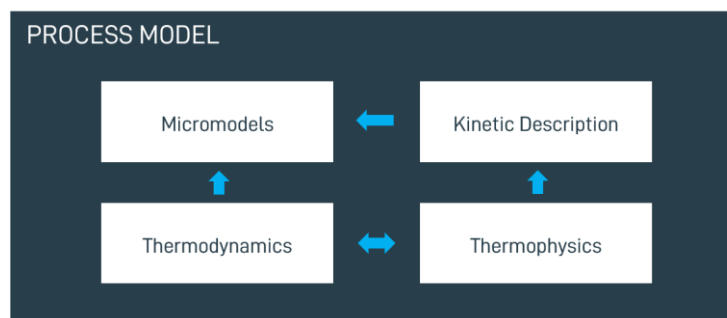 PROCESS MODEL
Micromodels
Kinetic Description
Thermodynamics
Thermophysics